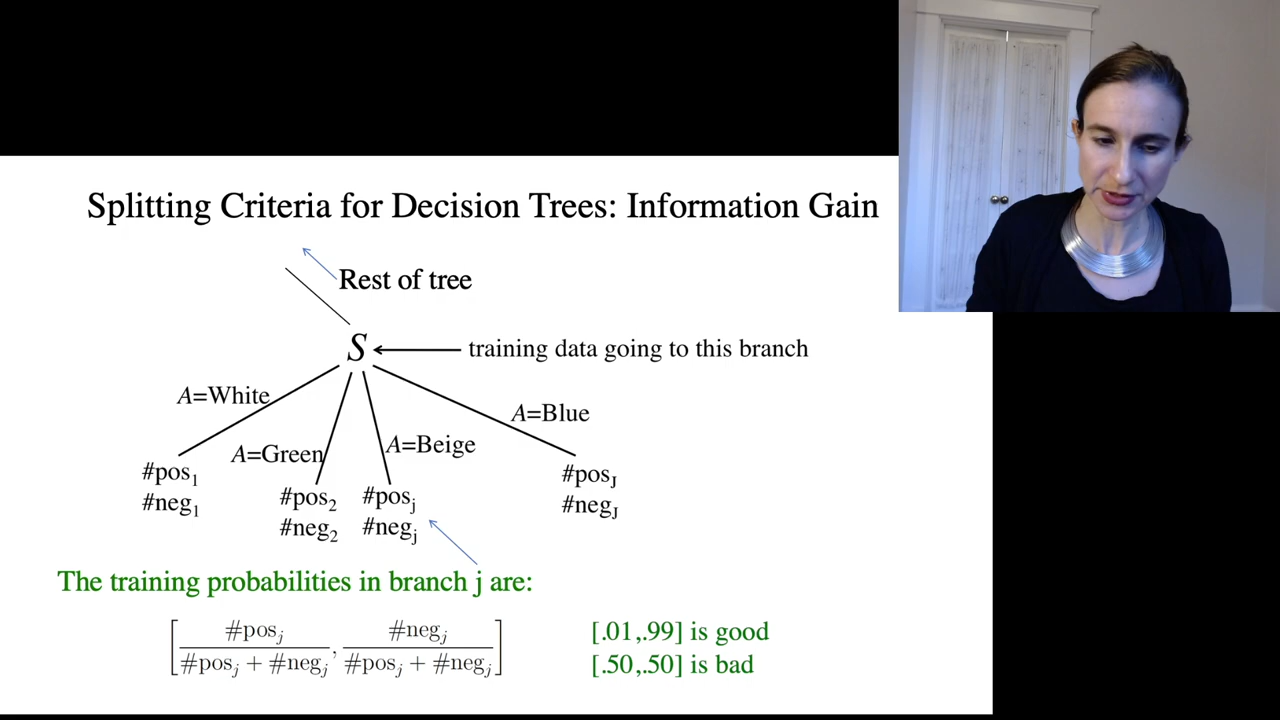 Splitting Criteria for Decision Trees: Information Gain
Rest of tree
S
training data going to this branch
A=White
A=Green
A=Beige
A=Blue
#pos₁
#neg₁
#pos₂
#neg₂
#posⱼ
#negⱼ
#pos_J
#neg_J
The training probabilities in branch j are:
[ #posⱼ / (#posⱼ + #negⱼ) , #negⱼ / (#posⱼ + #negⱼ) ]
[.01,.99] is good
[.50,.50] is bad